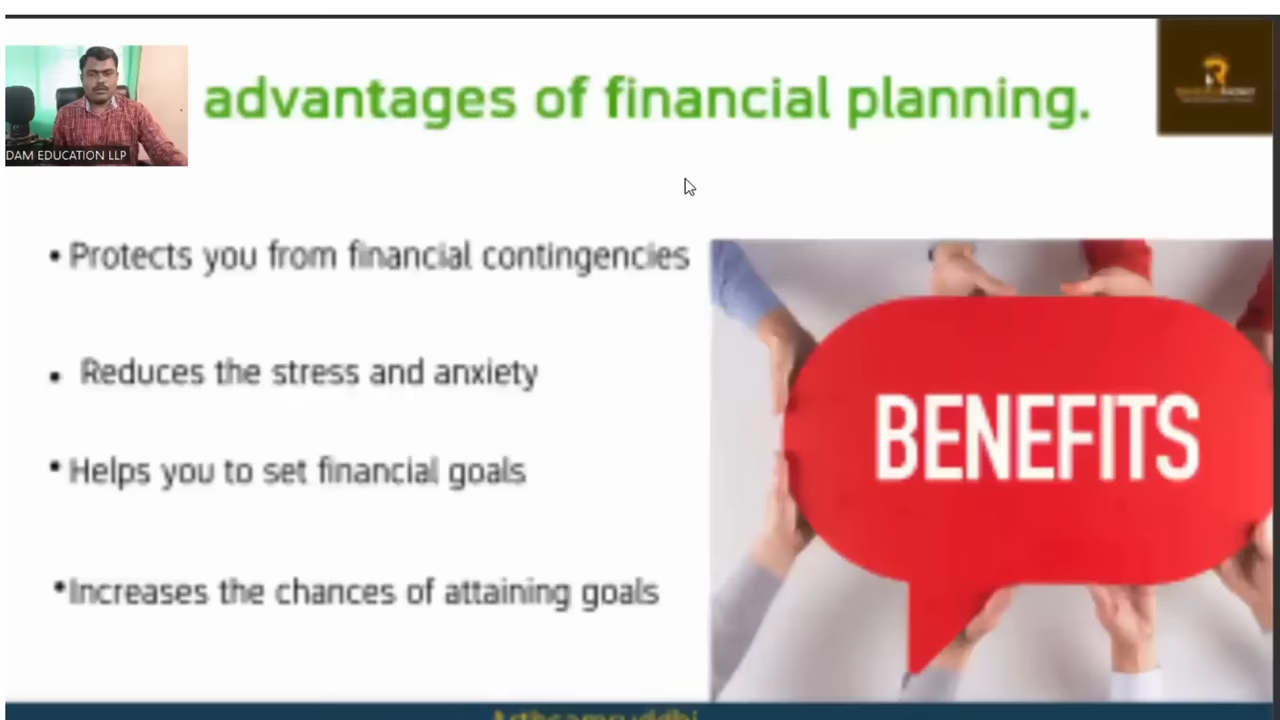 advantages of financial planning.
DAM EDUCATION LLP
• Protects you from financial contingencies
• Reduces the stress and anxiety
• Helps you to set financial goals
• Increases the chances of attaining goals
BENEFITS